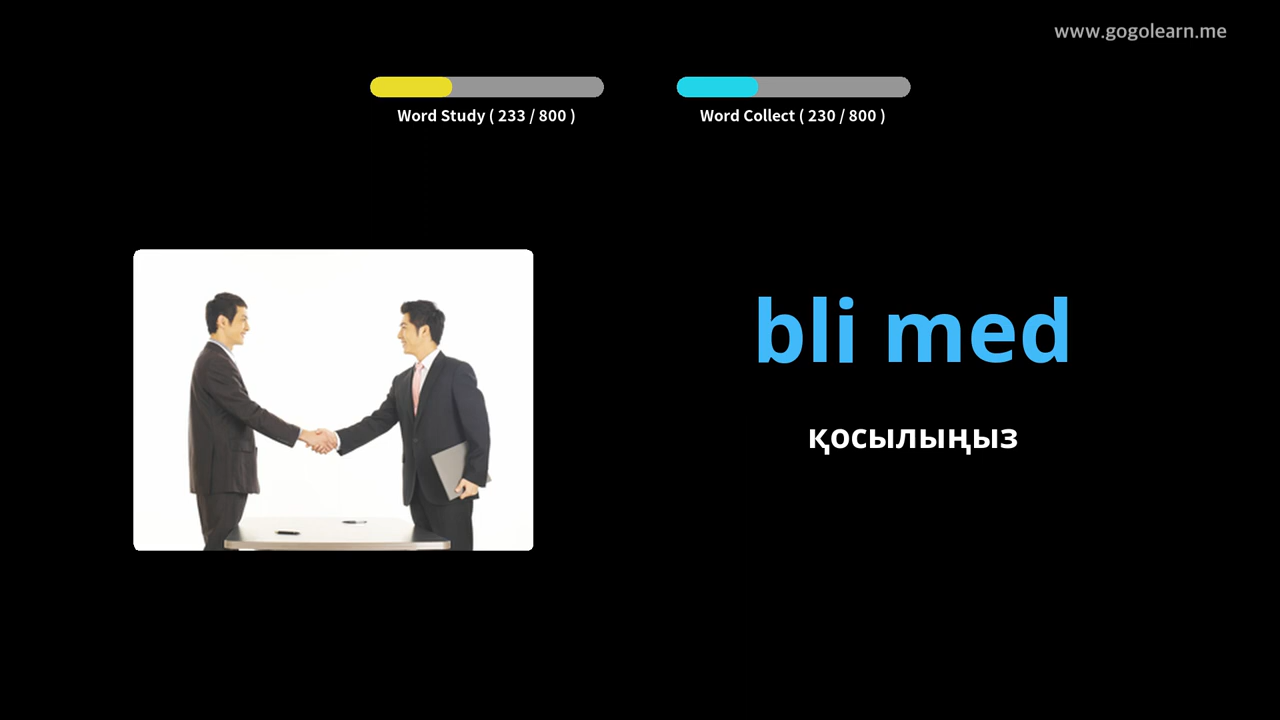 www.gogolearn.me
Word Study ( 233 / 800 )
Word Collect ( 230 / 800 )
bli med
қосылыңыз